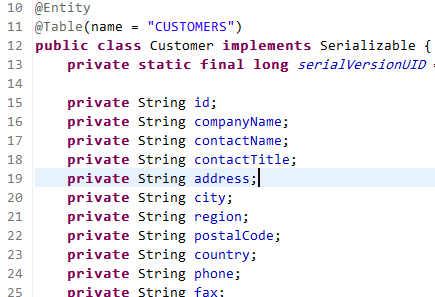 10 @Entity
11 @Table(name = "CUSTOMERS")
12 public class Customer implements Serializable {
13     private static final long serialVersionUID =
14
15     private String id;
16     private String companyName;
17     private String contactName;
18     private String contactTitle;
19     private String address;
20     private String city;
21     private String region;
22     private String postalCode;
23     private String country;
24     private String phone;
25     private String fax;